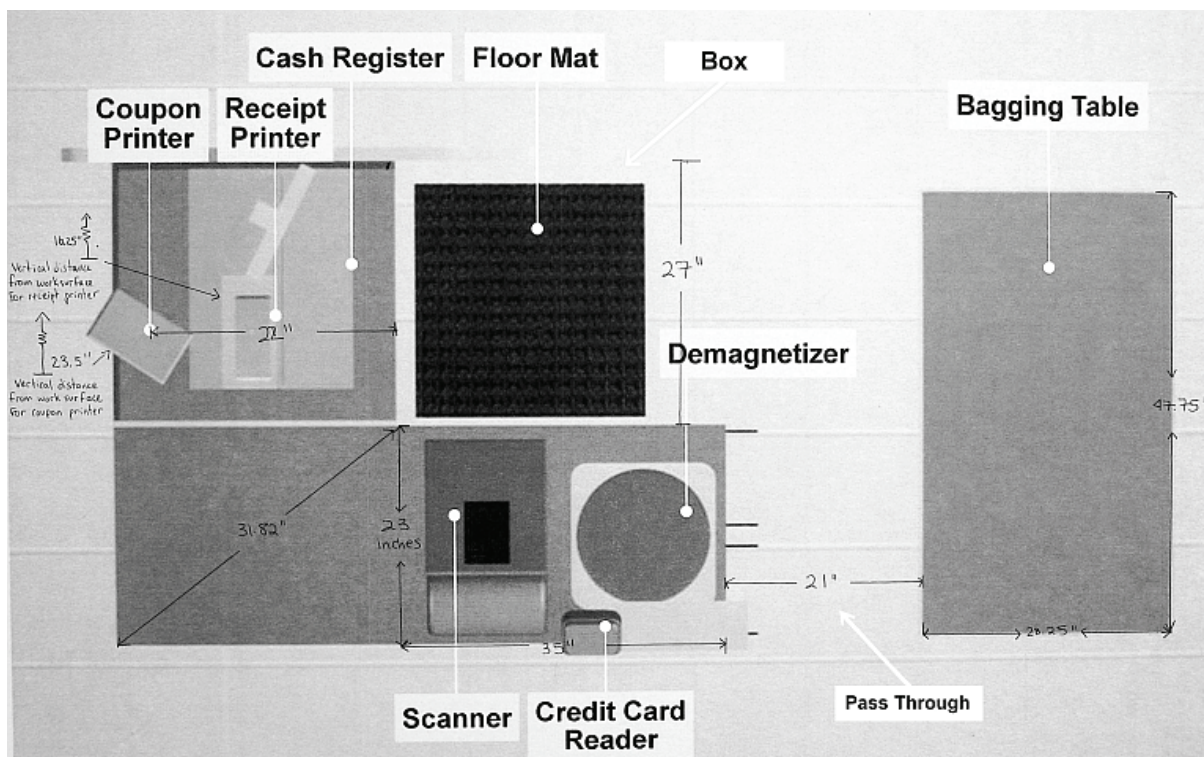 Cash Register
Floor Mat
Box
Coupon
Printer
Receipt
Printer
Bagging Table
16.25"
Vertical distance
from work surface
for receipt printer
27"
22"
23.5"
Vertical distance
from work surface
For coupon printer
Demagnetizer
47.75"
31.82"
23
inches
21"
35"
28.25"
Pass Through
Scanner
Credit Card
Reader